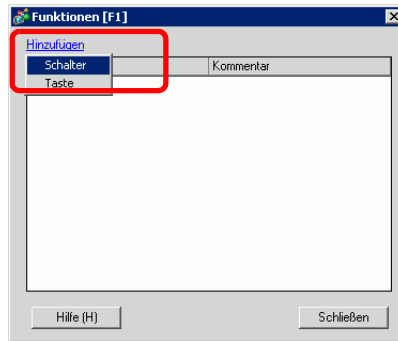 Funktionen [F1]
Hinzufügen
Schalter
Kommentar
Taste
Hilfe (H)
Schließen